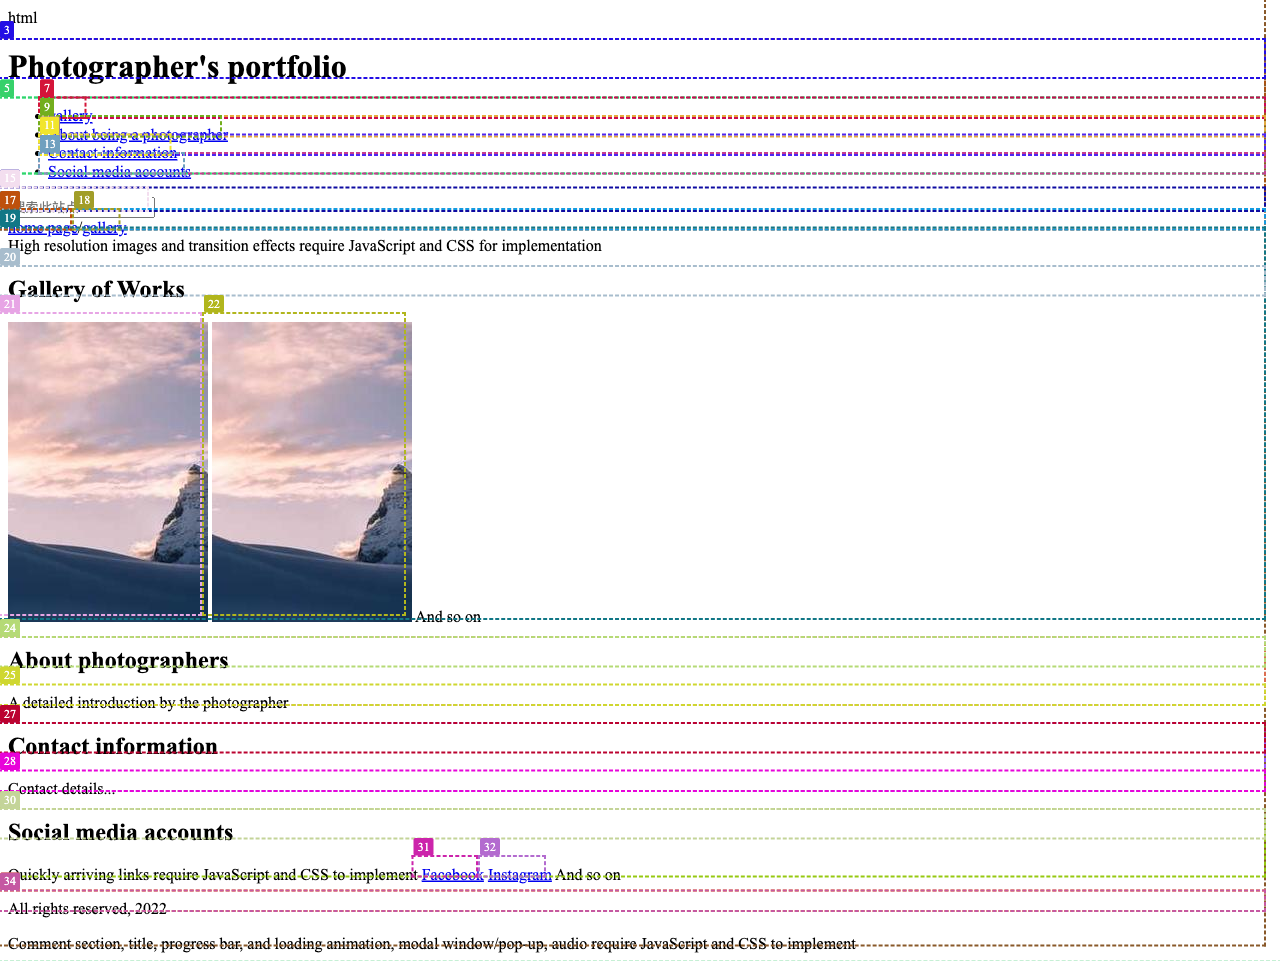 html
3
Photographer's portfolio
5
7
gallery
9
About being a photographer
11
Contact information
13
Social media accounts
15
搜索此站点
17
18
home page/gallery
19
High resolution images and transition effects require JavaScript and CSS for implementation
20
Gallery of Works
21
22
And so on
24
About photographers
25
A detailed introduction by the photographer
27
Contact information
28
Contact details...
30
Social media accounts
31
32
Quickly arriving links require JavaScript and CSS to implement Facebook Instagram And so on
34
All rights reserved, 2022
Comment section, title, progress bar, and loading animation, modal window/pop-up, audio require JavaScript and CSS to implement